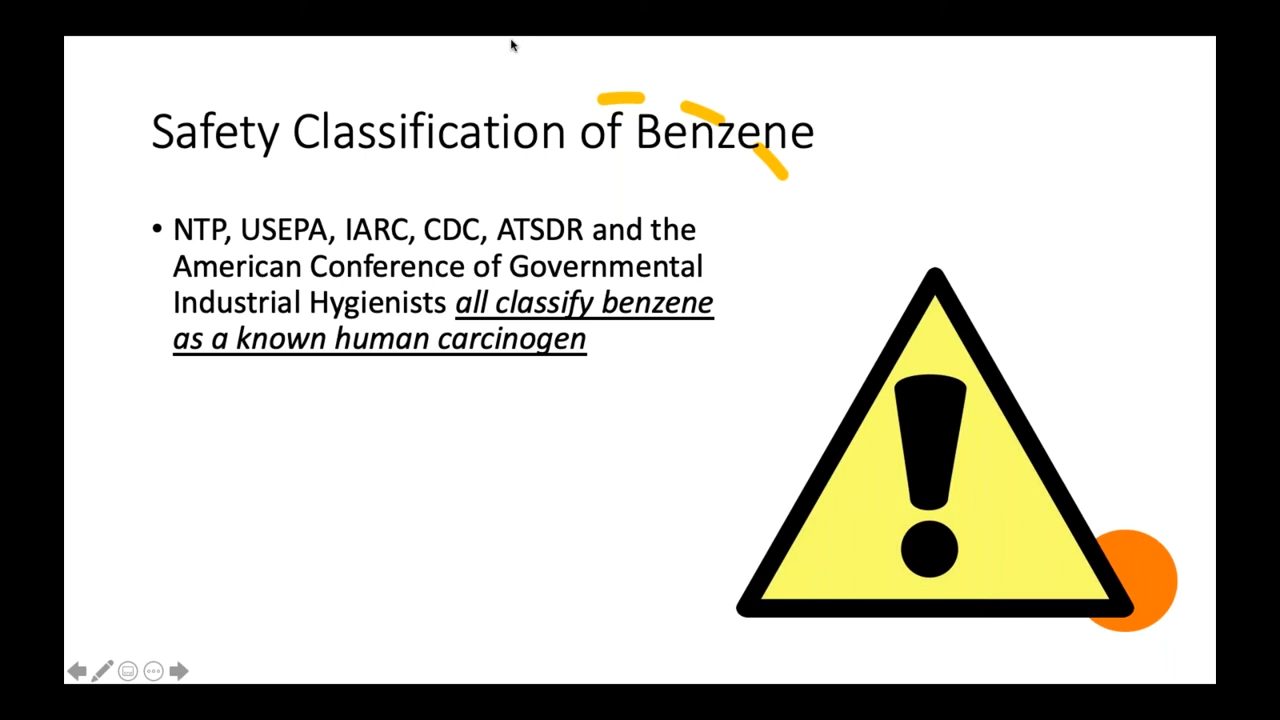 Safety Classification of Benzene
• NTP, USEPA, IARC, CDC, ATSDR and the
American Conference of Governmental
Industrial Hygienists all classify benzene
as a known human carcinogen